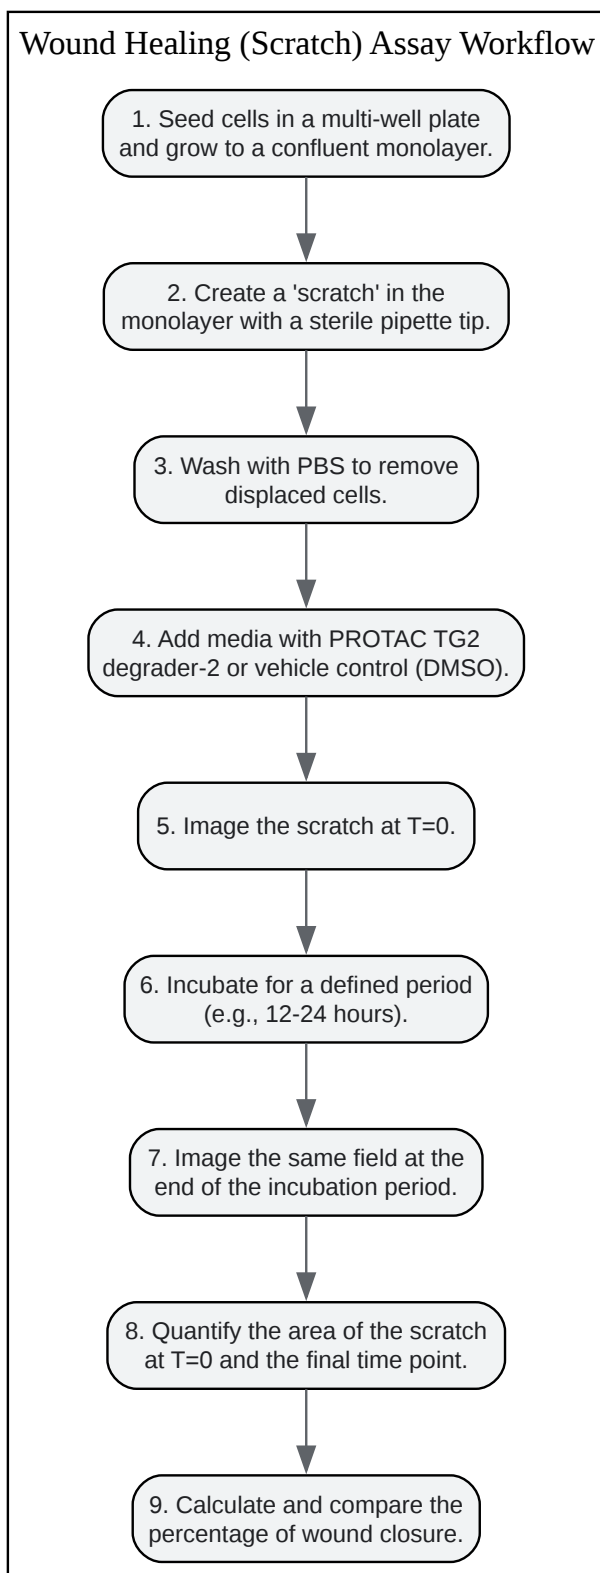 Wound Healing (Scratch) Assay Workflow
1. Seed cells in a multi-well plate
and grow to a confluent monolayer.
2. Create a 'scratch' in the
monolayer with a sterile pipette tip.
3. Wash with PBS to remove
displaced cells.
4. Add media with PROTAC TG2
degrader-2 or vehicle control (DMSO).
5. Image the scratch at T=0.
6. Incubate for a defined period
(e.g., 12-24 hours).
7. Image the same field at the
end of the incubation period.
8. Quantify the area of the scratch
at T=0 and the final time point.
9. Calculate and compare the
percentage of wound closure.